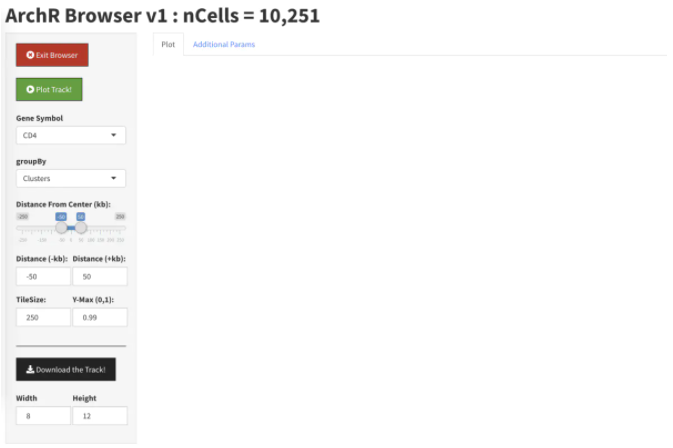 ArchR Browser v1 : nCells = 10,251
Exit Browser
Plot Track!
Gene Symbol
CD4
groupBy
Clusters
Distance From Center (kb):
-250 -50 50 250
Distance (-kb): Distance (+kb):
-50 50
TileSize: Y-Max (0,1):
250 0.99
Download the Track!
Width Height
8 12
Plot Additional Params